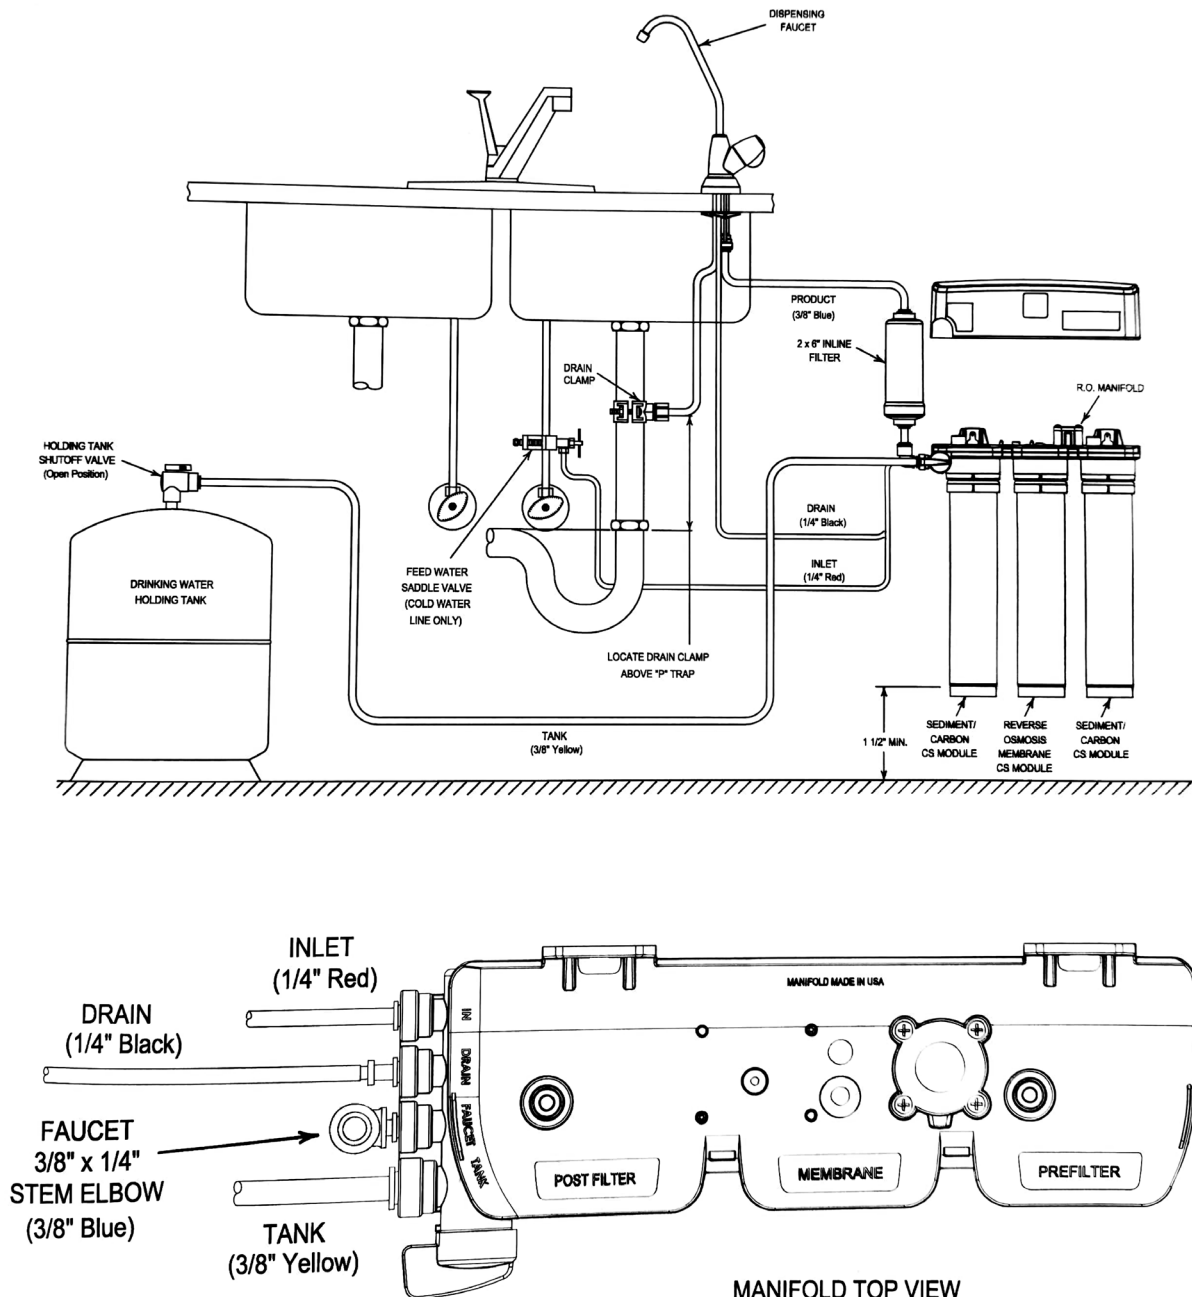 DISPENSING
FAUCET
PRODUCT
(3/8" Blue)
2 x 6" INLINE
FILTER
DRAIN
CLAMP
R.O. MANIFOLD
HOLDING TANK
SHUTOFF VALVE
(Open Position)
DRAIN
(1/4" Black)
INLET
(1/4" Red)
FEED WATER
SADDLE VALVE
(COLD WATER
LINE ONLY)
DRINKING WATER
HOLDING TANK
LOCATE DRAIN CLAMP
ABOVE "P" TRAP
TANK
(3/8" Yellow)
1 1/2" MIN.
SEDIMENT/
CARBON
CS MODULE
REVERSE
OSMOSIS
MEMBRANE
CS MODULE
SEDIMENT/
CARBON
CS MODULE
INLET
(1/4" Red)
DRAIN
(1/4" Black)
FAUCET
3/8" x 1/4"
STEM ELBOW
(3/8" Blue)
TANK
(3/8" Yellow)
IN
DRAIN
FAUCET
TANK
MANIFOLD MADE IN USA
POST FILTER
MEMBRANE
PREFILTER
MANIFOLD TOP VIEW